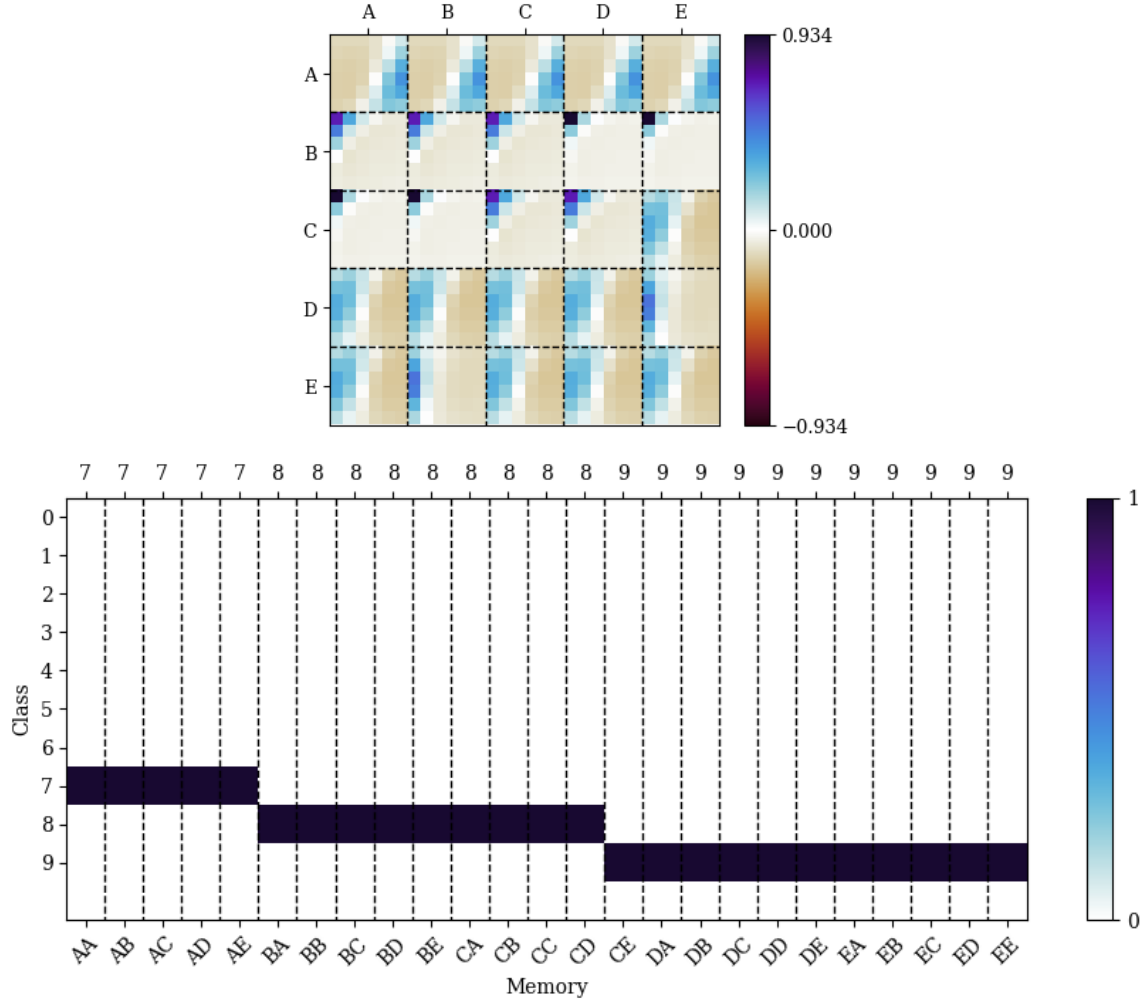 A B C D E
A
B
C
D
E
0.934
0.000
−0.934
7 7 7 7 7 8 8 8 8 8 8 8 8 8 9 9 9 9 9 9 9 9 9 9 9
0
1
2
3
4
5
6
7
8
9
Class
AA AB AC AD AE BA BB BC BD BE CA CB CC CD CE DA DB DC DD DE EA EB EC ED EE
Memory
1
0